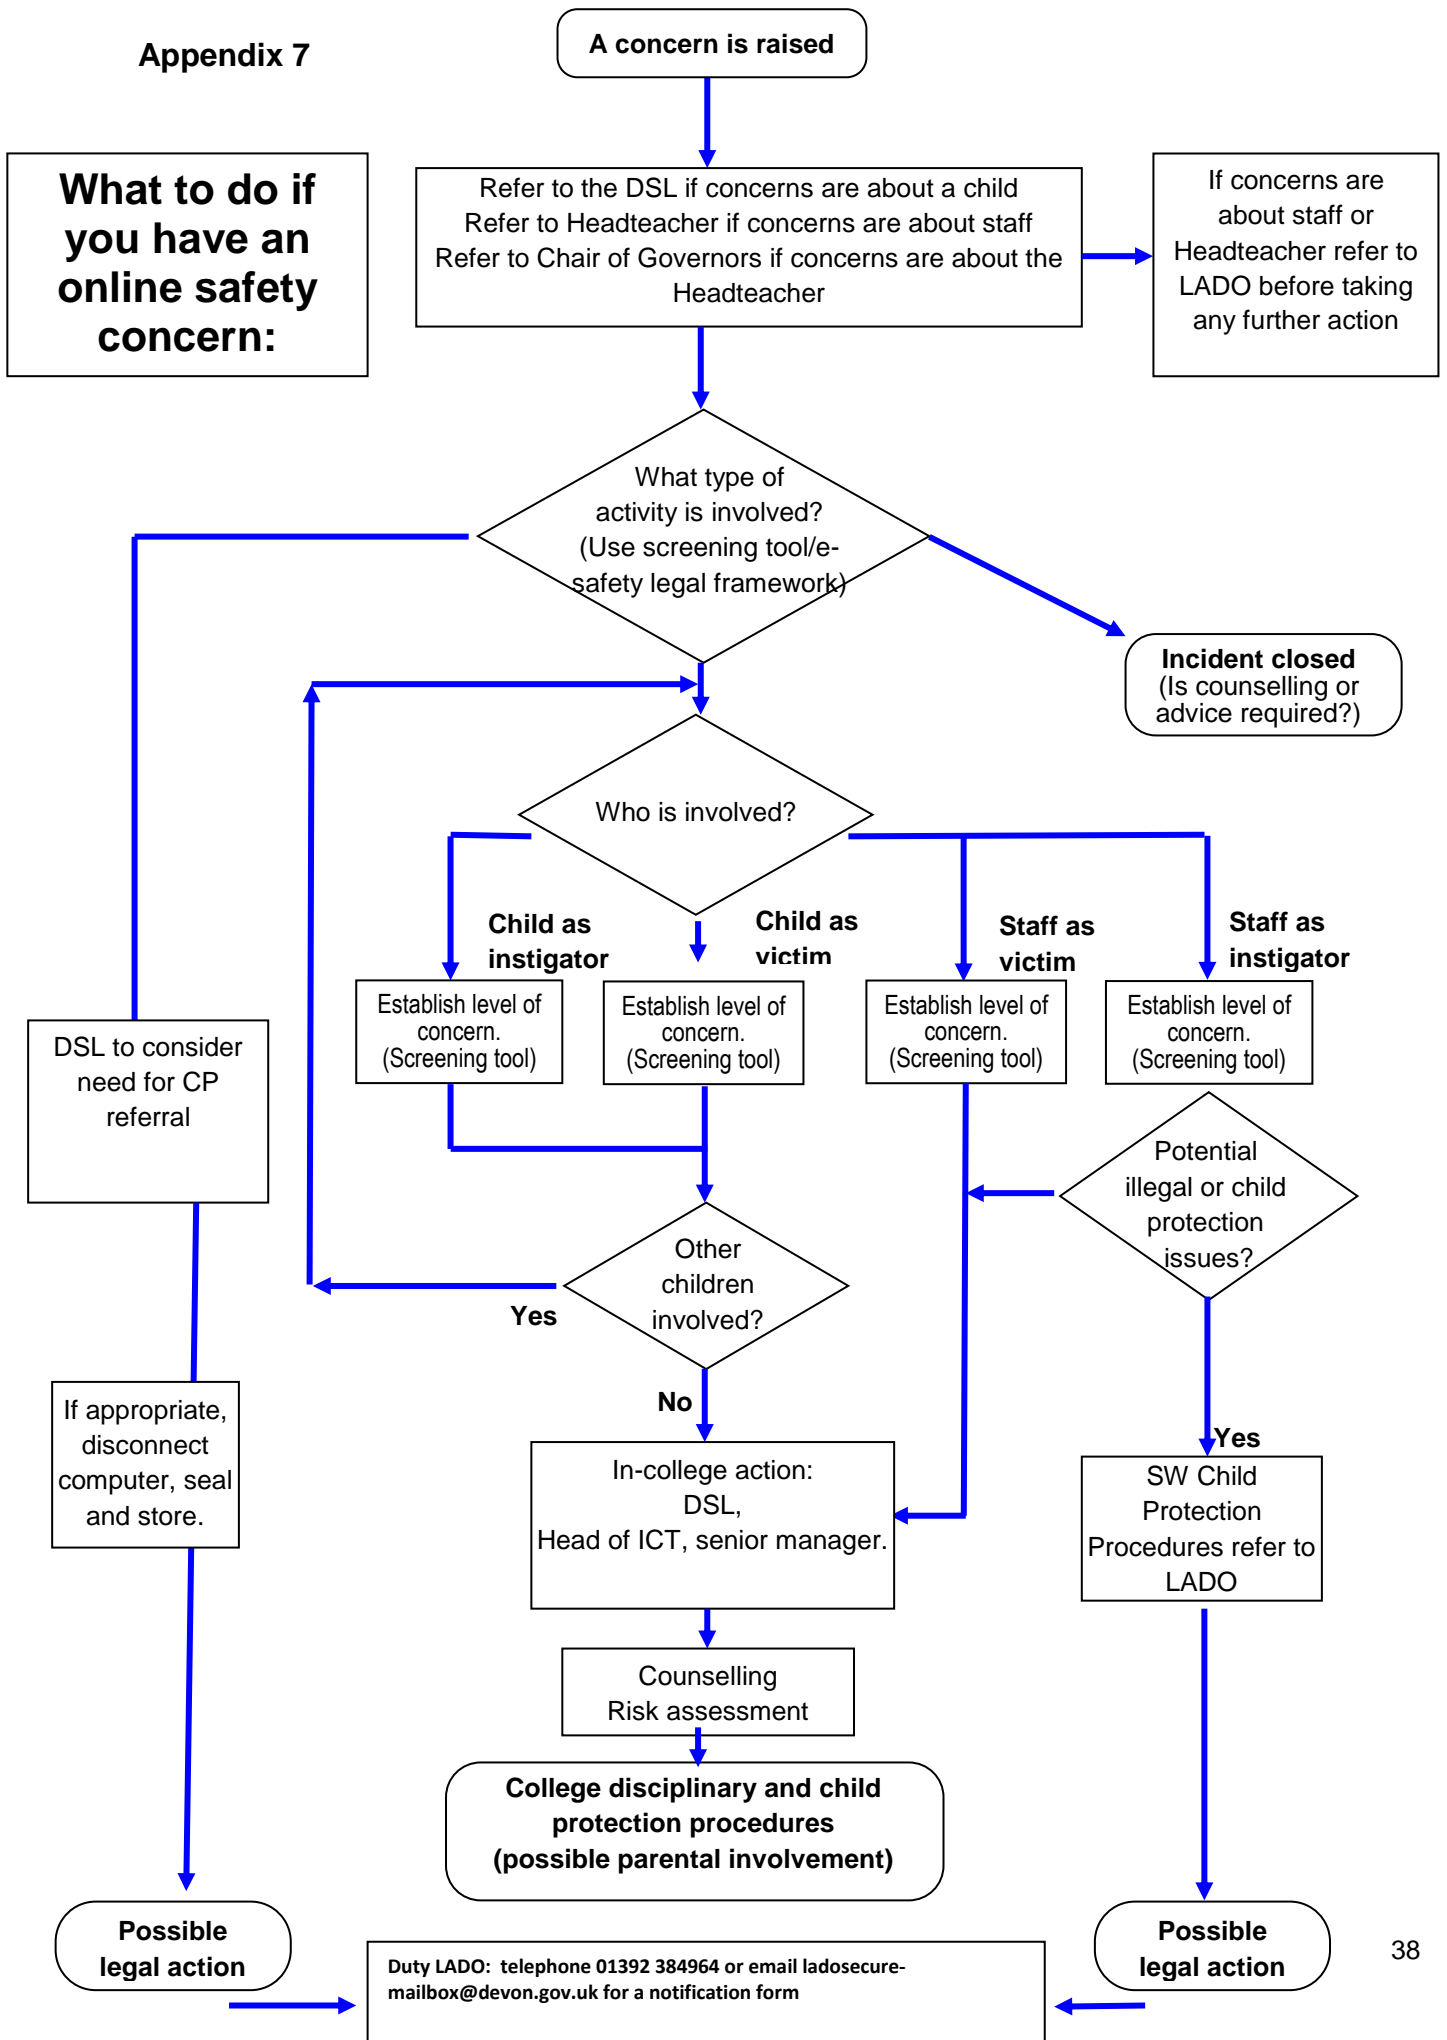 Appendix 7
A concern is raised
What to do if
you have an
online safety
concern:
Refer to the DSL if concerns are about a child
Refer to Headteacher if concerns are about staff
Refer to Chair of Governors if concerns are about the
Headteacher
If concerns are
about staff or
Headteacher refer to
LADO before taking
any further action
What type of
activity is involved?
(Use screening tool/e-
safety legal framework)
Incident closed
(Is counselling or
advice required?)
Who is involved?
Child as
instigator
Child as
victim
Staff as
victim
Staff as
instigator
Establish level of
concern.
(Screening tool)
Establish level of
concern.
(Screening tool)
Establish level of
concern.
(Screening tool)
Establish level of
concern.
(Screening tool)
DSL to consider
need for CP
referral
Potential
illegal or child
protection
issues?
Other
children
involved?
Yes
No
If appropriate,
disconnect
computer, seal
and store.
In-college action:
DSL,
Head of ICT, senior manager.
Yes
SW Child
Protection
Procedures refer to
LADO
Counselling
Risk assessment
College disciplinary and child
protection procedures
(possible parental involvement)
Possible
legal action
Possible
legal action
Duty LADO: telephone 01392 384964 or email ladosecure-
mailbox@devon.gov.uk for a notification form
38